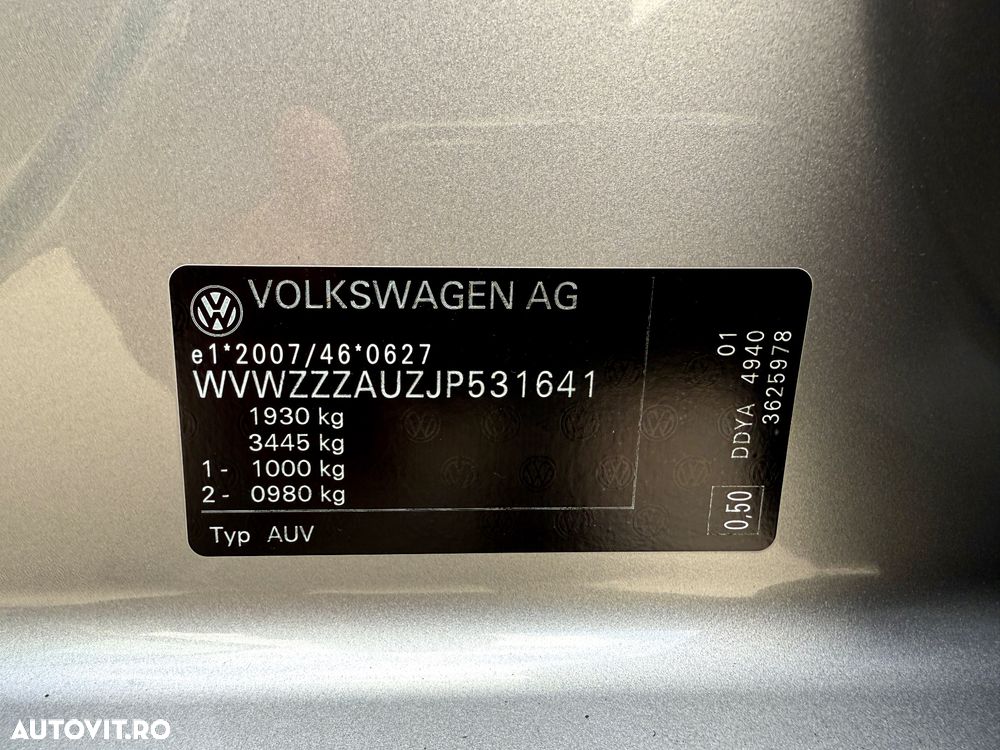 VOLKSWAGEN AG
e1*2007/46*0627
WVWZZZAUZJP531641
1930 kg
3445 kg
1 - 1000 kg
2 - 0980 kg
Typ AUV
01
DDYA 4940
3625978
0,50
AUTOVIT.RO